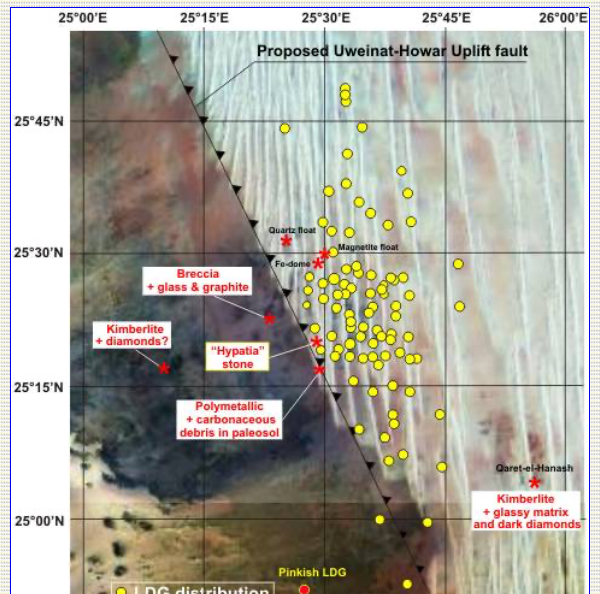 25°00'E
25°15'E
25°30'E
25°45'E
26°00'E
Proposed Uweinat-Howar Uplift fault
25°45'N
Quartz float
Magnetite float
25°30'N
Fe-dome
Breccia
+ glass & graphite
Kimberlite
+ diamonds?
“Hypatia”
stone
25°15'N
Polymetallic
+ carbonaceous
debris in paleosol
Qaret-el-Hanash
Kimberlite
+ glassy matrix
and dark diamonds
25°00'N
Pinkish LDG
LDG distribution